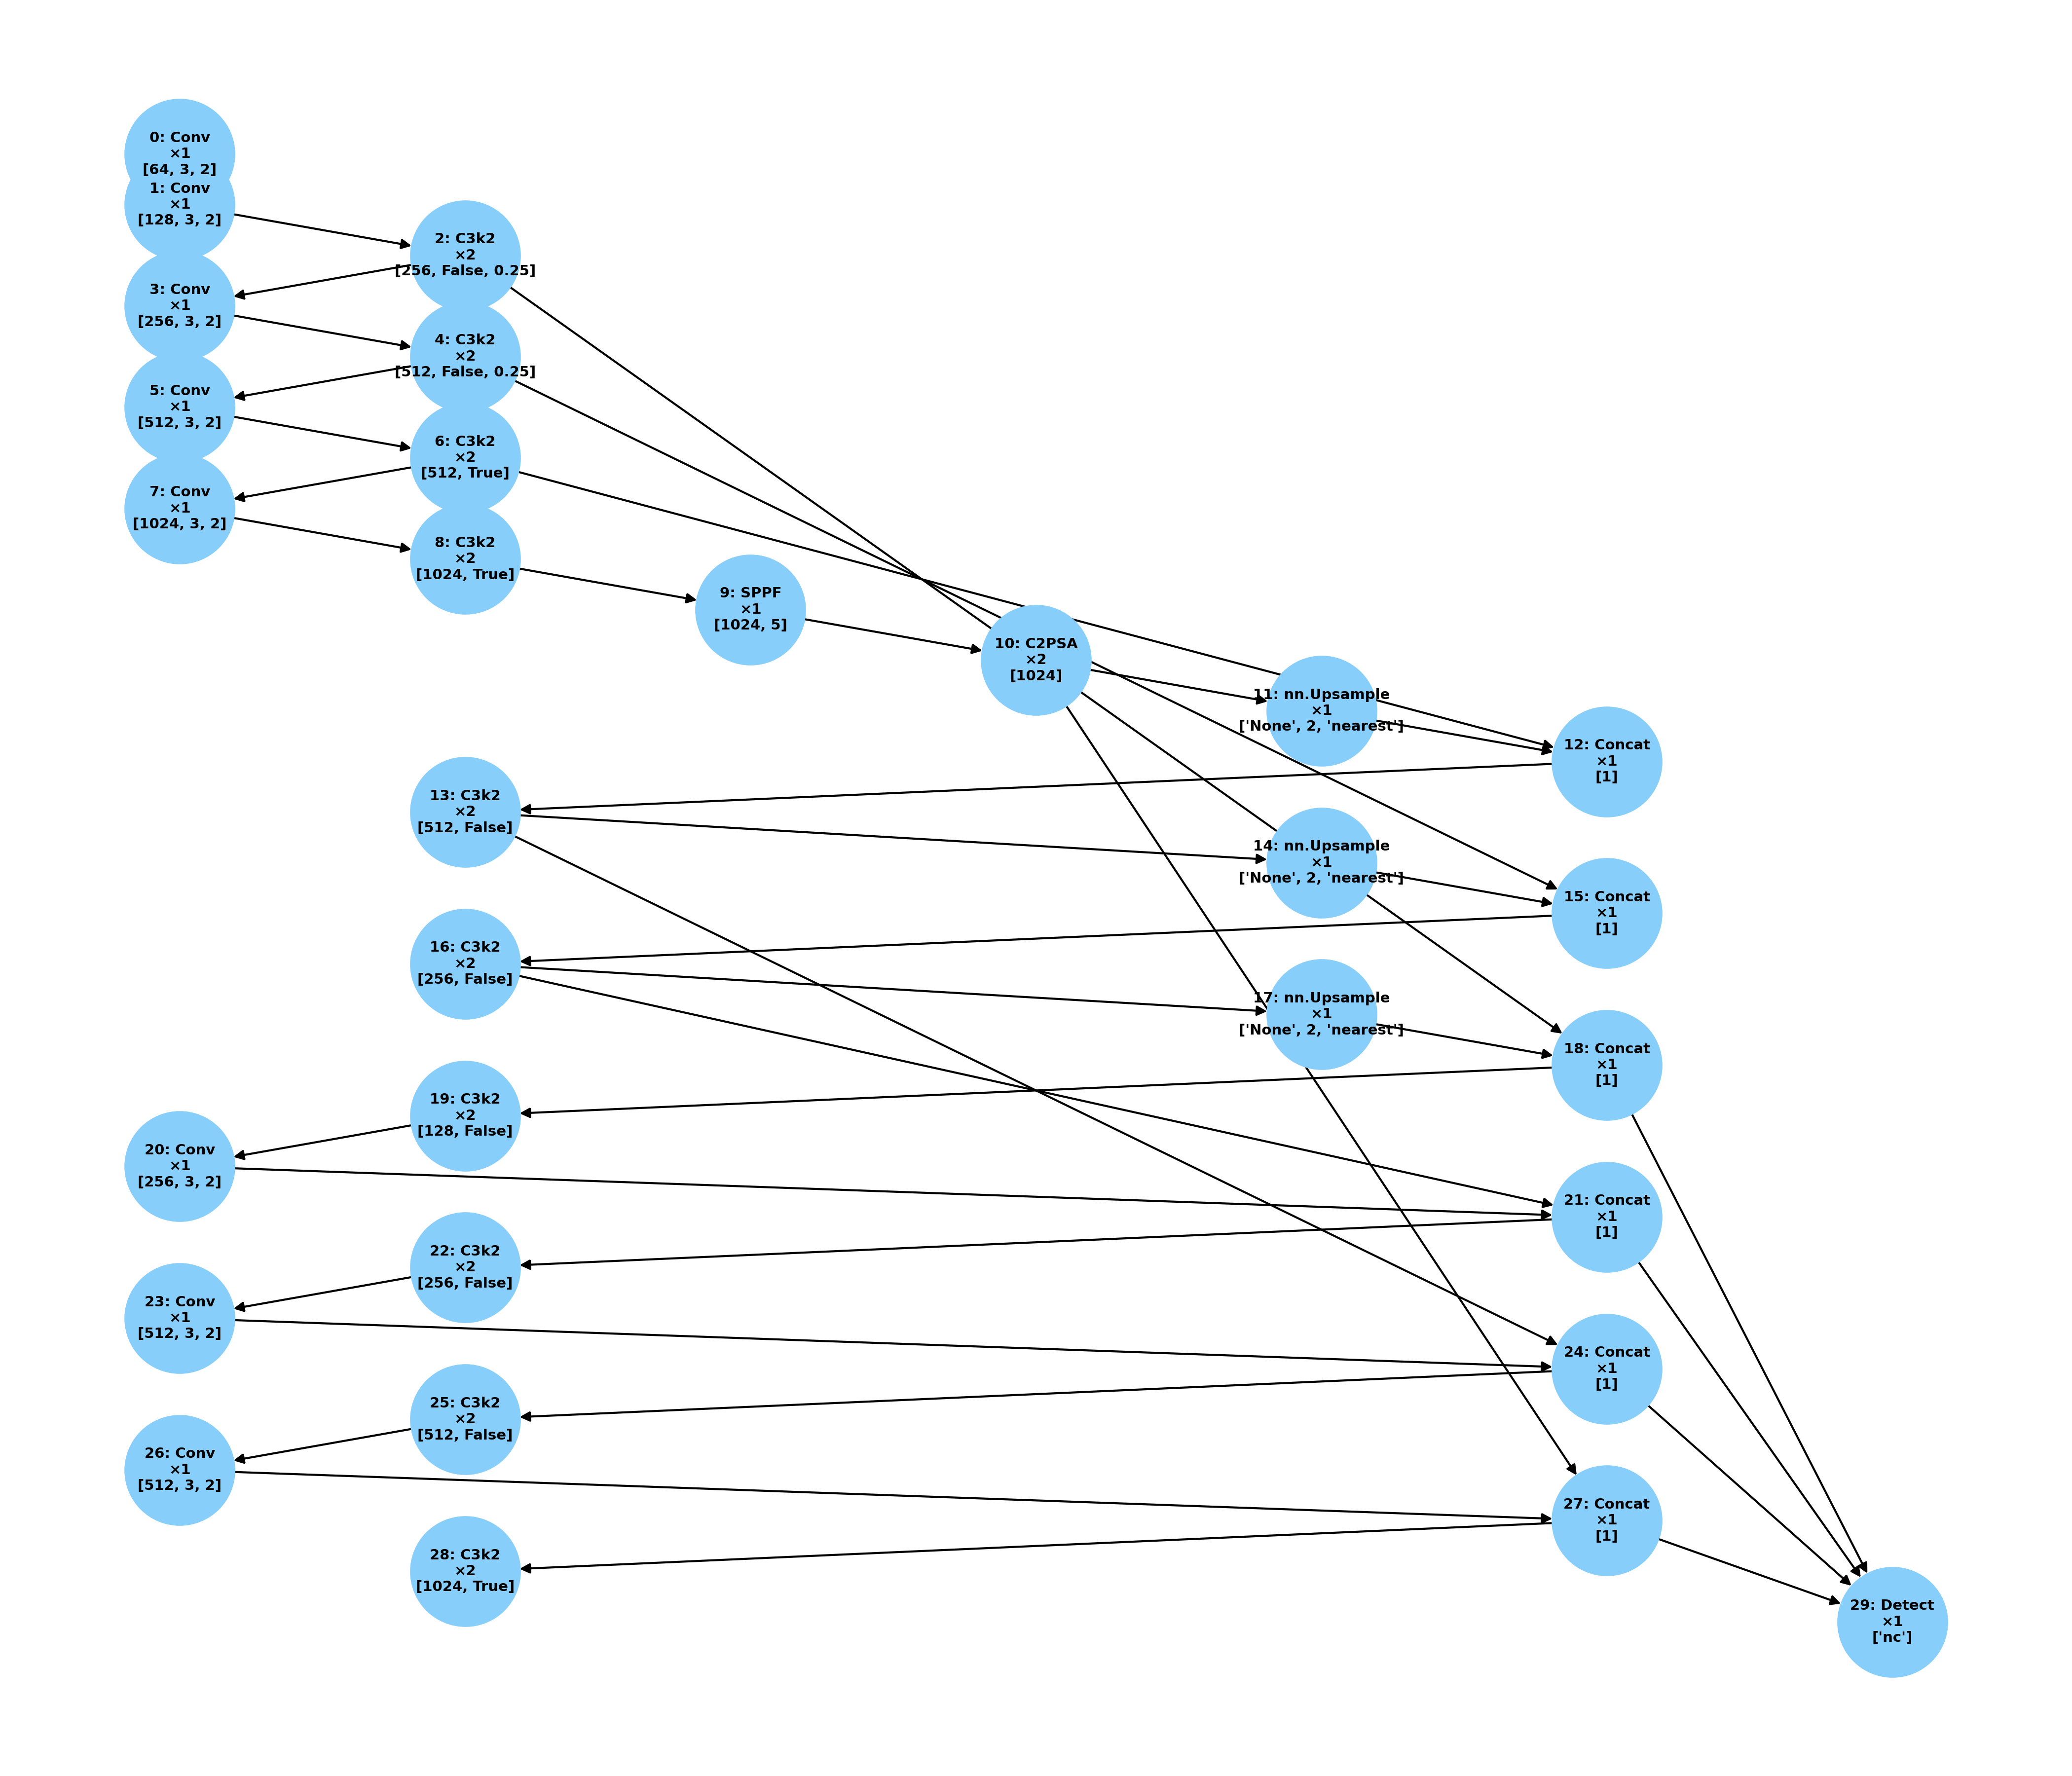 0: Conv
×1
[64, 3, 2]
1: Conv
×1
[128, 3, 2]
2: C3k2
×2
[256, False, 0.25]
3: Conv
×1
[256, 3, 2]
4: C3k2
×2
[512, False, 0.25]
5: Conv
×1
[512, 3, 2]
6: C3k2
×2
[512, True]
7: Conv
×1
[1024, 3, 2]
8: C3k2
×2
[1024, True]
9: SPPF
×1
[1024, 5]
10: C2PSA
×2
[1024]
11: nn.Upsample
×1
['None', 2, 'nearest']
12: Concat
×1
[1]
13: C3k2
×2
[512, False]
14: nn.Upsample
×1
['None', 2, 'nearest']
15: Concat
×1
[1]
16: C3k2
×2
[256, False]
17: nn.Upsample
×1
['None', 2, 'nearest']
18: Concat
×1
[1]
19: C3k2
×2
[128, False]
20: Conv
×1
[256, 3, 2]
21: Concat
×1
[1]
22: C3k2
×2
[256, False]
23: Conv
×1
[512, 3, 2]
24: Concat
×1
[1]
25: C3k2
×2
[512, False]
26: Conv
×1
[512, 3, 2]
27: Concat
×1
[1]
28: C3k2
×2
[1024, True]
29: Detect
×1
['nc']